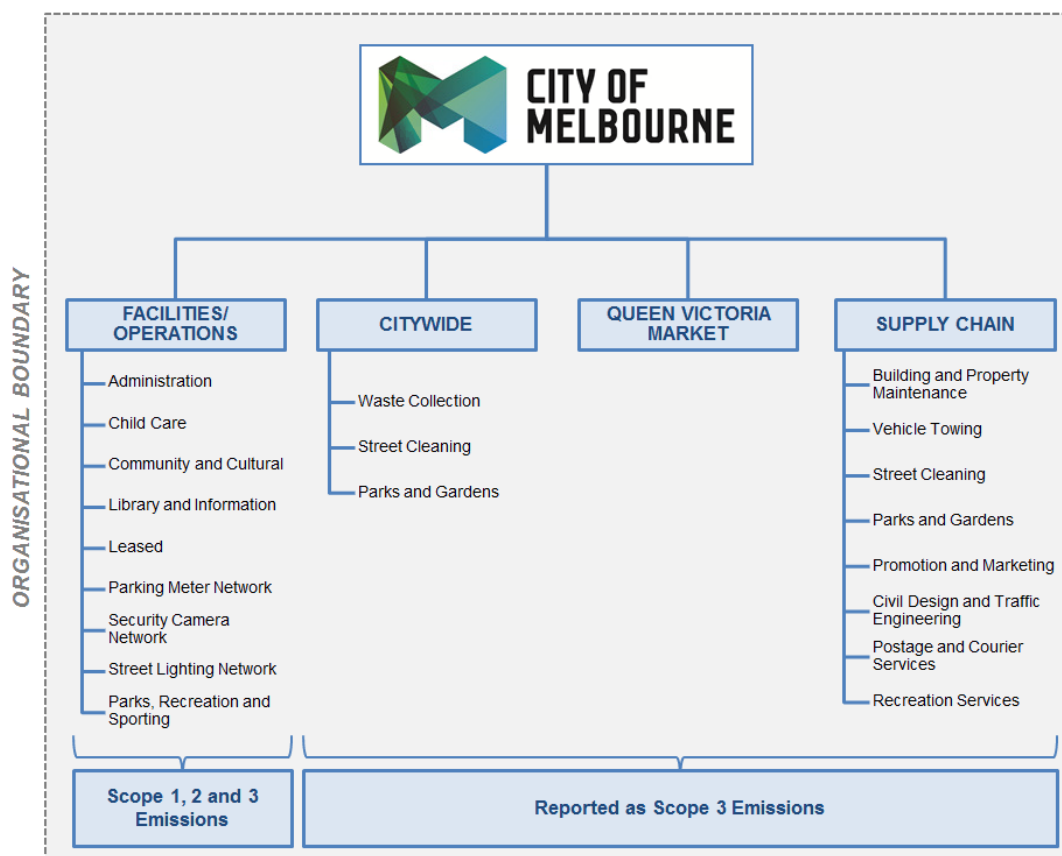 CITY OF
MELBOURNE
ORGANISATIONAL BOUNDARY
FACILITIES/
OPERATIONS
Administration
Child Care
Community and Cultural
Library and Information
Leased
Parking Meter Network
Security Camera
Network
Street Lighting Network
Parks, Recreation and
Sporting
CITYWIDE
Waste Collection
Street Cleaning
Parks and Gardens
QUEEN VICTORIA
MARKET
SUPPLY CHAIN
Building and Property
Maintenance
Vehicle Towing
Street Cleaning
Parks and Gardens
Promotion and Marketing
Civil Design and Traffic
Engineering
Postage and Courier
Services
Recreation Services
Scope 1, 2 and 3
Emissions
Reported as Scope 3 Emissions